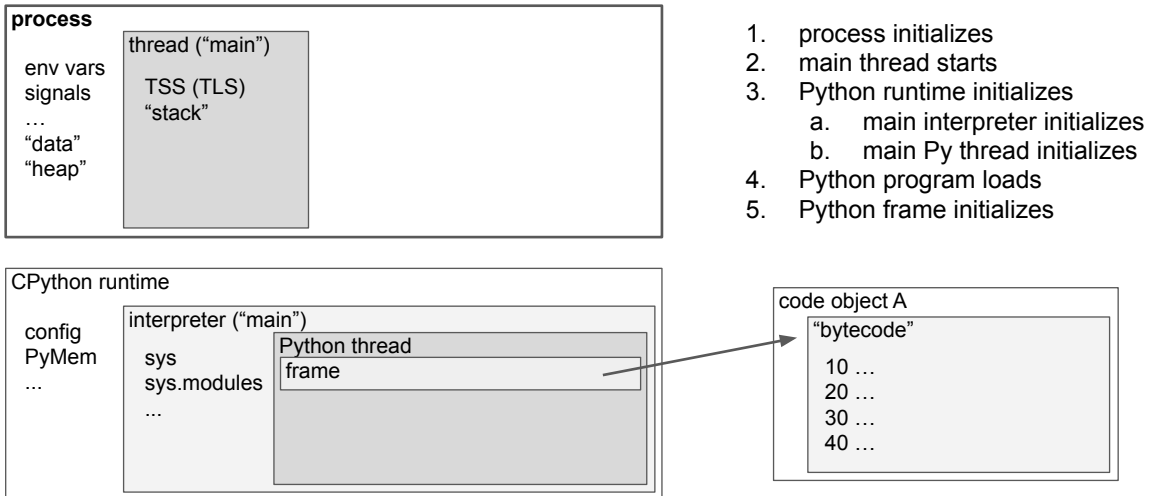 process
env vars
signals
…
“data”
“heap”
thread (“main”)
TSS (TLS)
“stack”
1. process initializes
2. main thread starts
3. Python runtime initializes
a. main interpreter initializes
b. main Py thread initializes
4. Python program loads
5. Python frame initializes
CPython runtime
config
PyMem
...
interpreter (“main”)
sys
sys.modules
...
Python thread
frame
code object A
“bytecode”
10 …
20 …
30 …
40 …